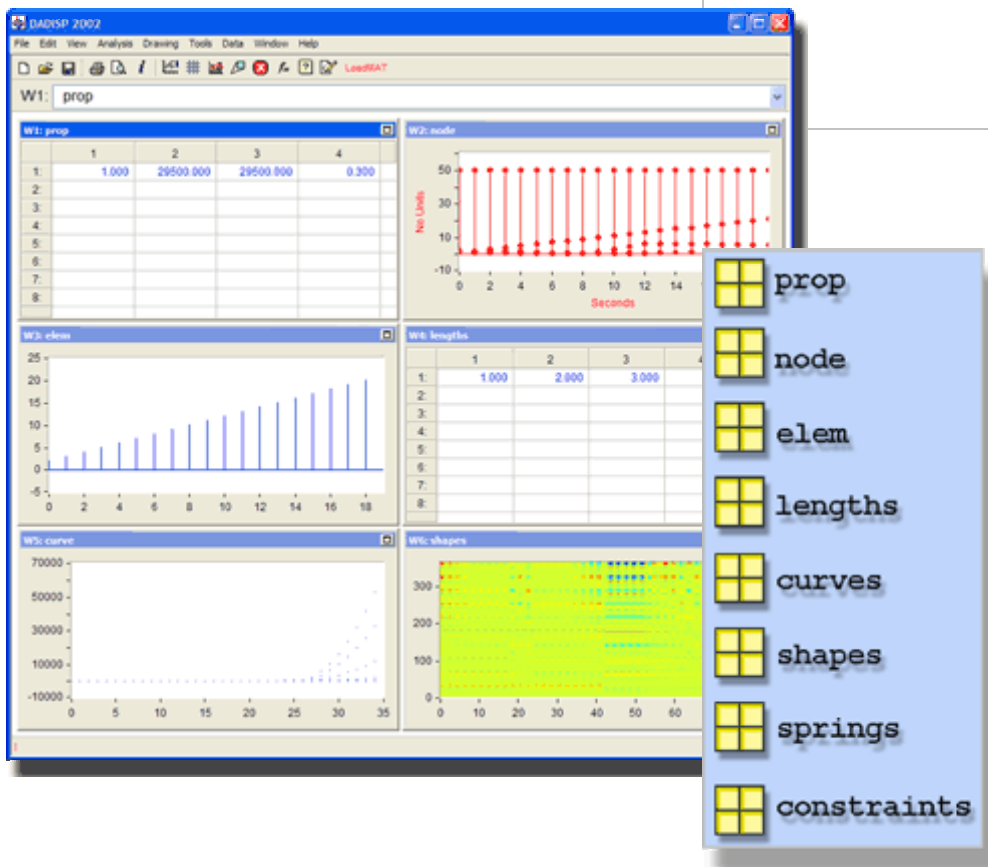 DADiSP 2002
File Edit View Analysis Drawing Tools Data Window Help
LoadMAT
W1: prop
W1: prop
1 2 3 4
1: 1.000 29500.000 29500.000 0.300
2:
3:
4:
5:
6:
7:
8:
W2: node
50
30
10
-10
No Units
0 2 4 6 8 10 12 14
Seconds
W3: elem
25
20
15
10
5
0
-5
0 2 4 6 8 10 12 14 16 18
W4: lengths
1 2 3
1: 1.000 2.000 3.000
2:
3:
4:
5:
6:
7:
8:
W5: curve
70000
50000
30000
10000
-10000
0 5 10 15 20 25 30 35
W6: shapes
300
200
100
0
0 10 20 30 40 50 60
prop
node
elem
lengths
curves
shapes
springs
constraints